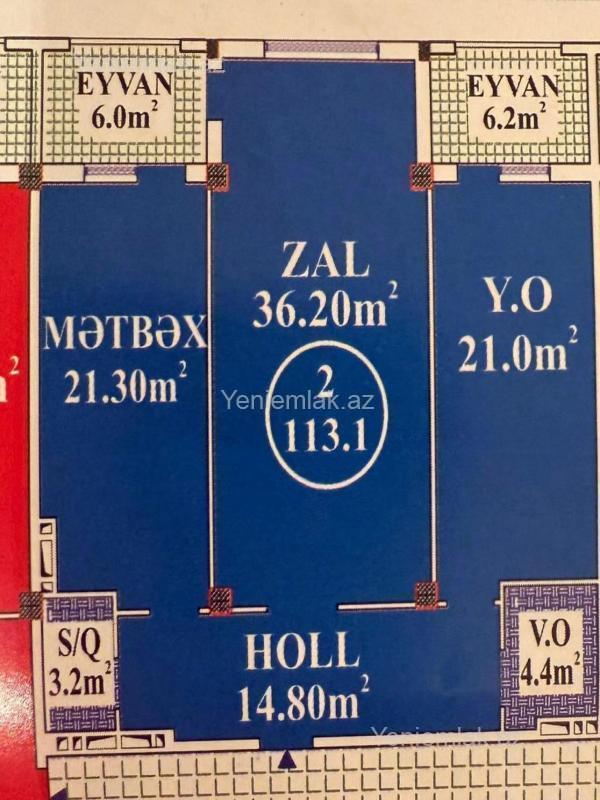 EYVAN
6.0m²
EYVAN
6.2m²
ZAL
36.20m²
MƏTBƏX
21.30m²
Y.O
21.0m²
2
113.1
Yeniemlak.az
m²
S/Q
3.2m²
HOLL
14.80m²
V.O
4.4m²
Yeniemlak.az